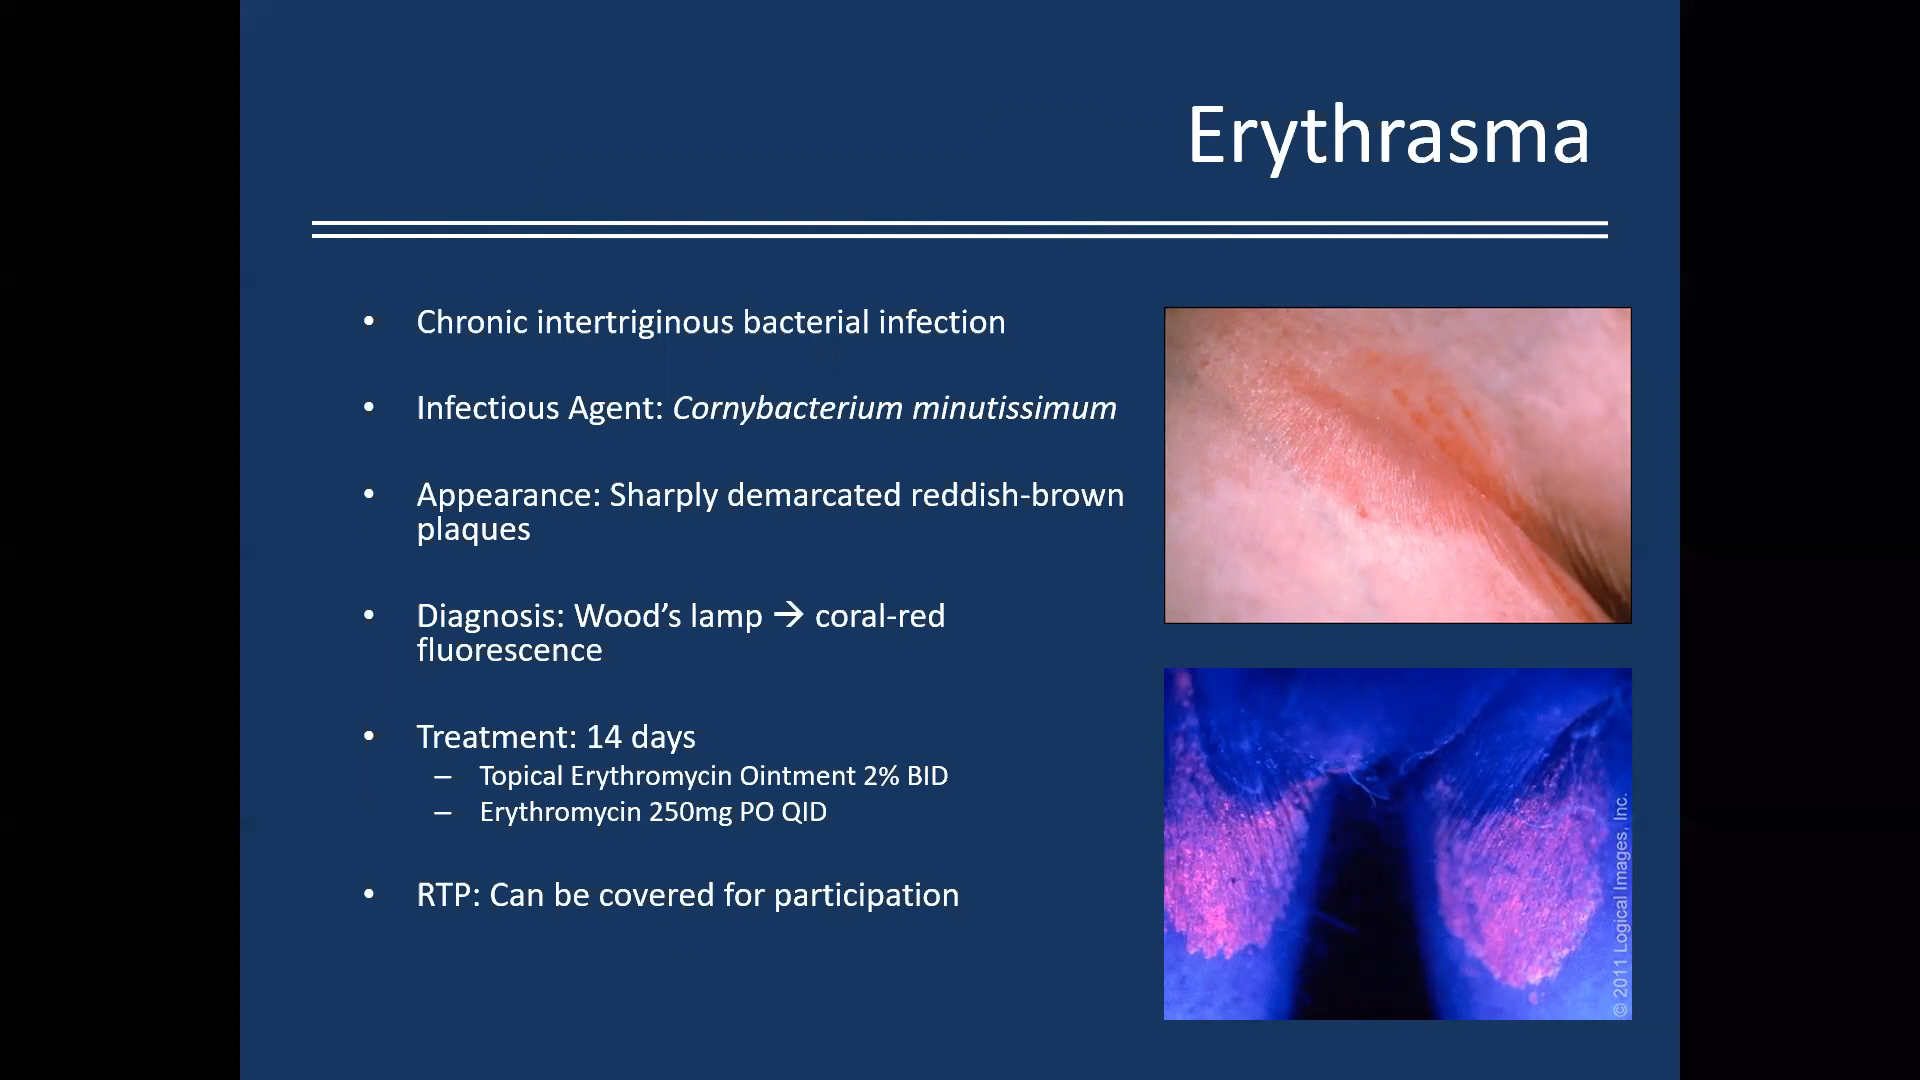 Erythrasma
• Chronic intertriginous bacterial infection
• Infectious Agent: Cornybacterium minutissimum
• Appearance: Sharply demarcated reddish-brown
plaques
• Diagnosis: Wood’s lamp → coral-red
fluorescence
• Treatment: 14 days
– Topical Erythromycin Ointment 2% BID
– Erythromycin 250mg PO QID
• RTP: Can be covered for participation
© 2011 Logical Images, Inc.